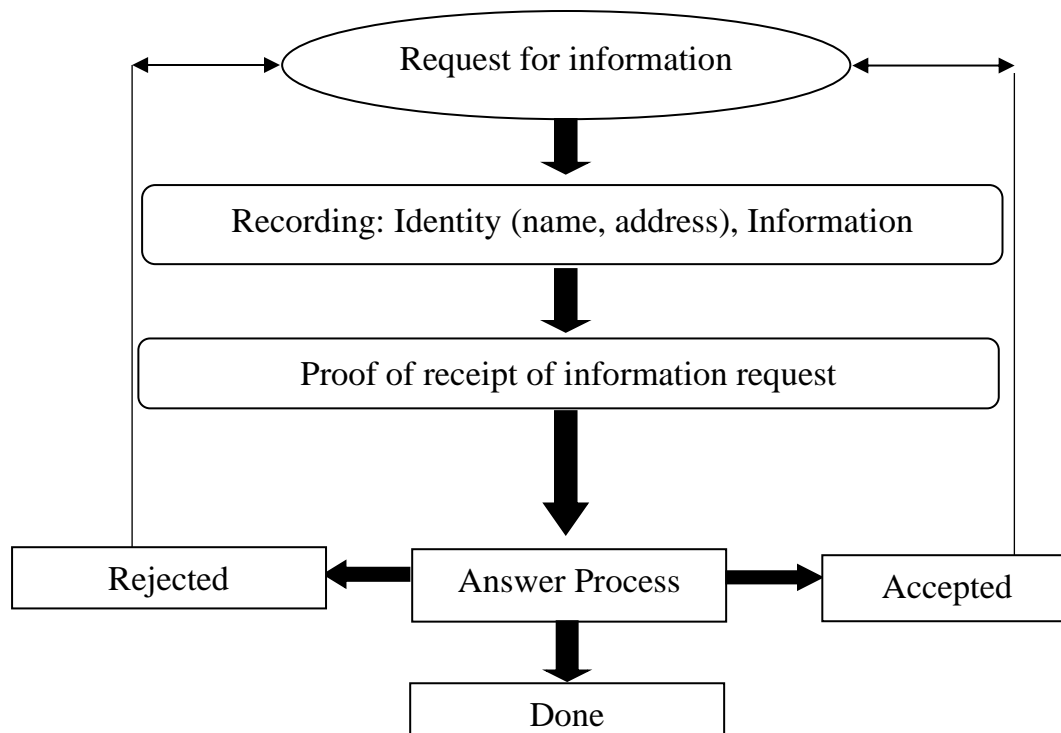 Request for information
Recording: Identity (name, address), Information
Proof of receipt of information request
Rejected
Answer Process
Accepted
Done